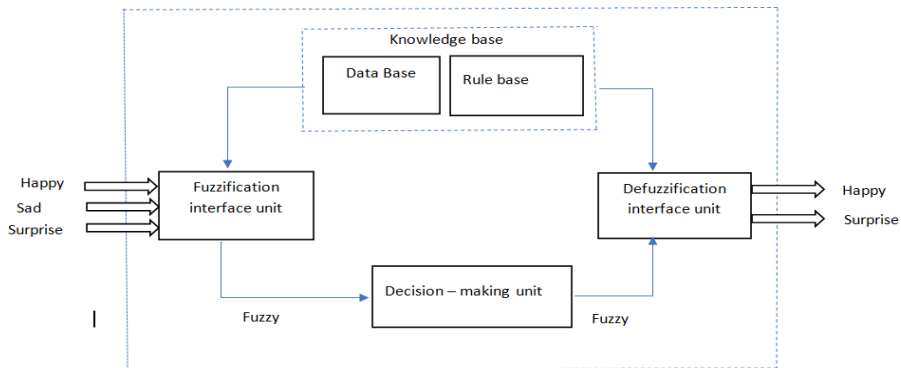 Knowledge base
Data Base
Rule base
Happy
Sad
Surprise
Fuzzification
interface unit
Defuzzification
interface unit
Happy
Surprise
Decision – making unit
Fuzzy
Fuzzy